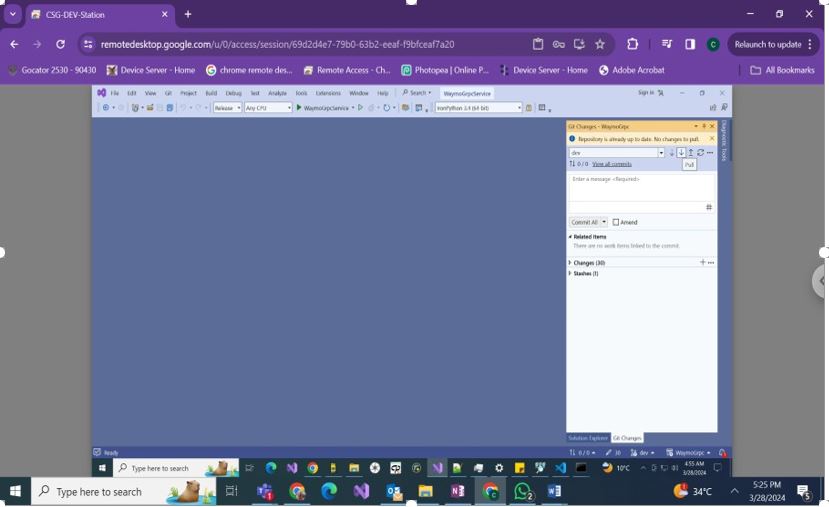 CSG-DEV-Station
remotedesktop.google.com/u/0/access/session/69d2d4e7-79b0-63b2-eeaf-f9bfceaf7a20
C
Relaunch to update
Gocator 2530 - 90430
Device Server - Home
chrome remote des...
Remote Access - Ch...
Photopea | Online P...
Device Server - Home
Adobe Acrobat
All Bookmarks
File Edit View Git Project Build Debug Test Analyze Tools Extensions Window Help Search WaymoGrpcService
Sign in
Release Any CPU WaymoGrpcService IronPython 3.4 (64 bit)
Git Changes - WaymoGrpc
Repository is already up to date. No changes to pull.
dev
0 / 0 View all commits
Pull
Enter a message <Required>
Commit All Amend
Related Items
There are no work items linked to the commit.
Changes (30)
Stashes (1)
Diagnostic Tools
Solution Explorer Git Changes
Ready
0 / 0 30 dev WaymoGrpc
Type here to search
10°C
4:55 AM
3/28/2024
Type here to search
34°C
5:25 PM
3/28/2024